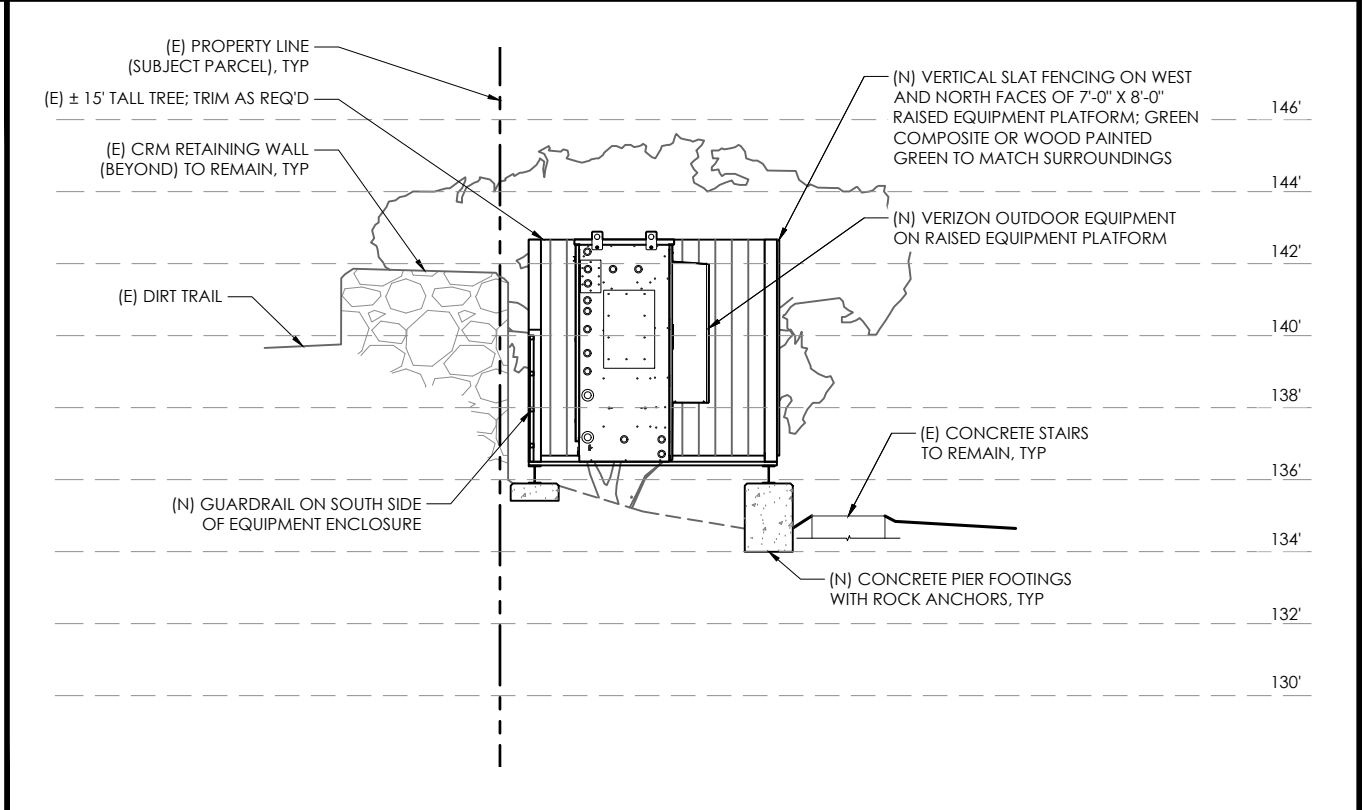 (E) PROPERTY LINE
(SUBJECT PARCEL), TYP
(E) ± 15' TALL TREE; TRIM AS REQ'D
(E) CRM RETAINING WALL
(BEYOND) TO REMAIN, TYP
(E) DIRT TRAIL
(N) GUARDRAIL ON SOUTH SIDE
OF EQUIPMENT ENCLOSURE
(N) VERTICAL SLAT FENCING ON WEST
AND NORTH FACES OF 7'-0" X 8'-0"
RAISED EQUIPMENT PLATFORM; GREEN
COMPOSITE OR WOOD PAINTED
GREEN TO MATCH SURROUNDINGS
(N) VERIZON OUTDOOR EQUIPMENT
ON RAISED EQUIPMENT PLATFORM
(E) CONCRETE STAIRS
TO REMAIN, TYP
(N) CONCRETE PIER FOOTINGS
WITH ROCK ANCHORS, TYP
146'
144'
142'
140'
138'
136'
134'
132'
130'